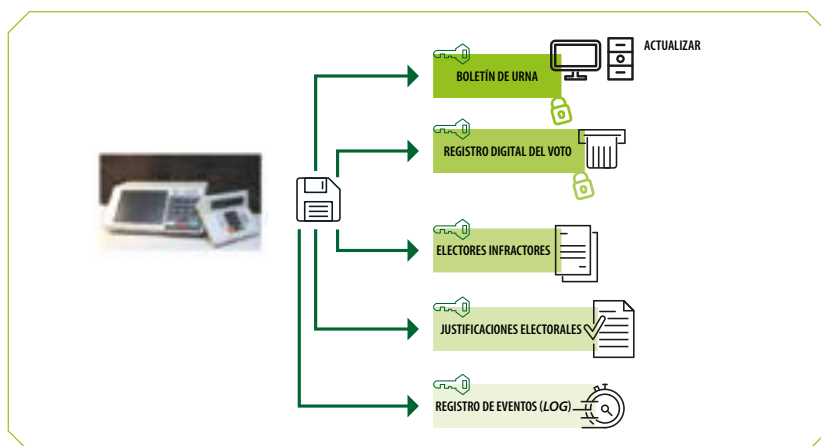 ACTUALIZAR
BOLETÍN DE URNA
REGISTRO DIGITAL DEL VOTO
ELECTORES INFRACTORES
JUSTIFICACIONES ELECTORALES
REGISTRO DE EVENTOS (LOG)